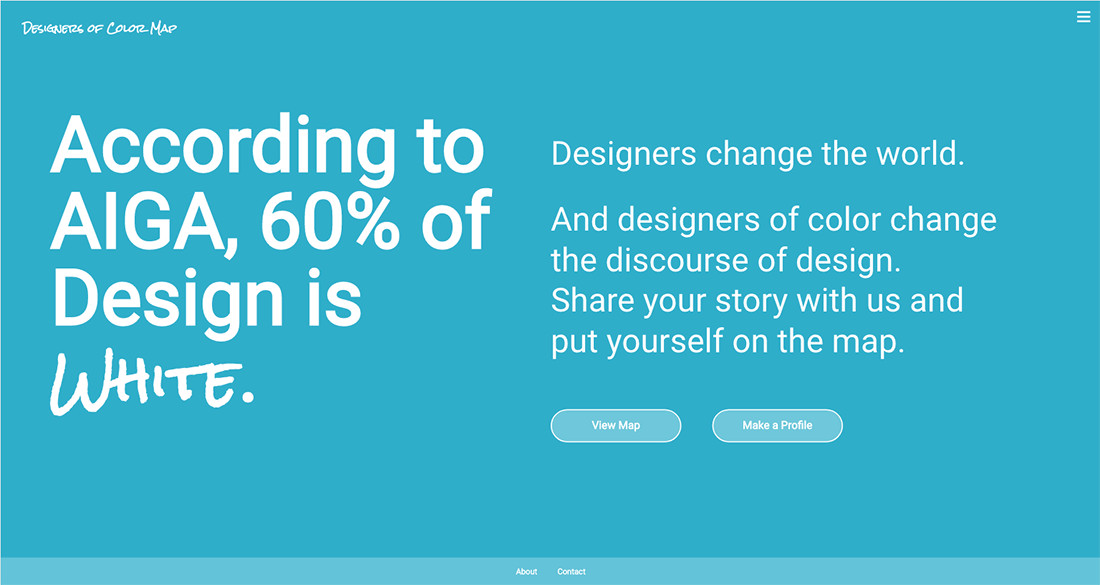 Designers of Color Map
According to
AIGA, 60% of
Design is
White.
Designers change the world.
And designers of color change
the discourse of design.
Share your story with us and
put yourself on the map.
View Map
Make a Profile
About
Contact